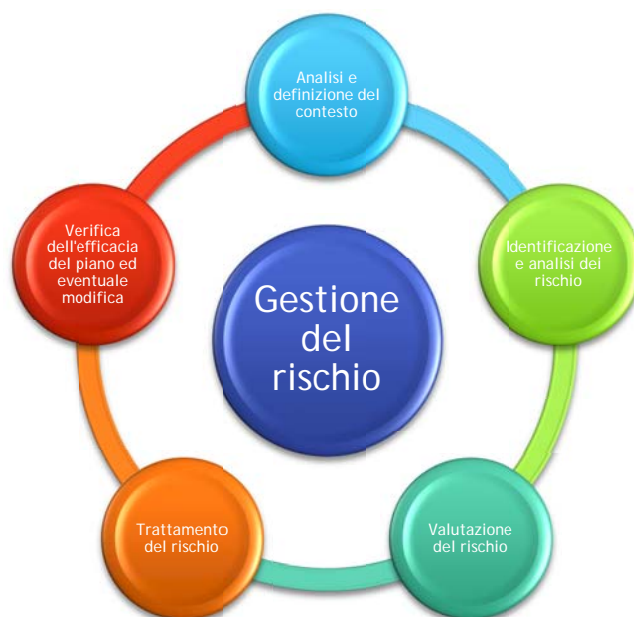 Analisi e
definizione del
contesto
Identificazione
e analisi dei
rischio
Valutazione
del rischio
Trattamento
del rischio
Verifica
dell'efficacia
del piano ed
eventuale
modifica
Gestione
del
rischio